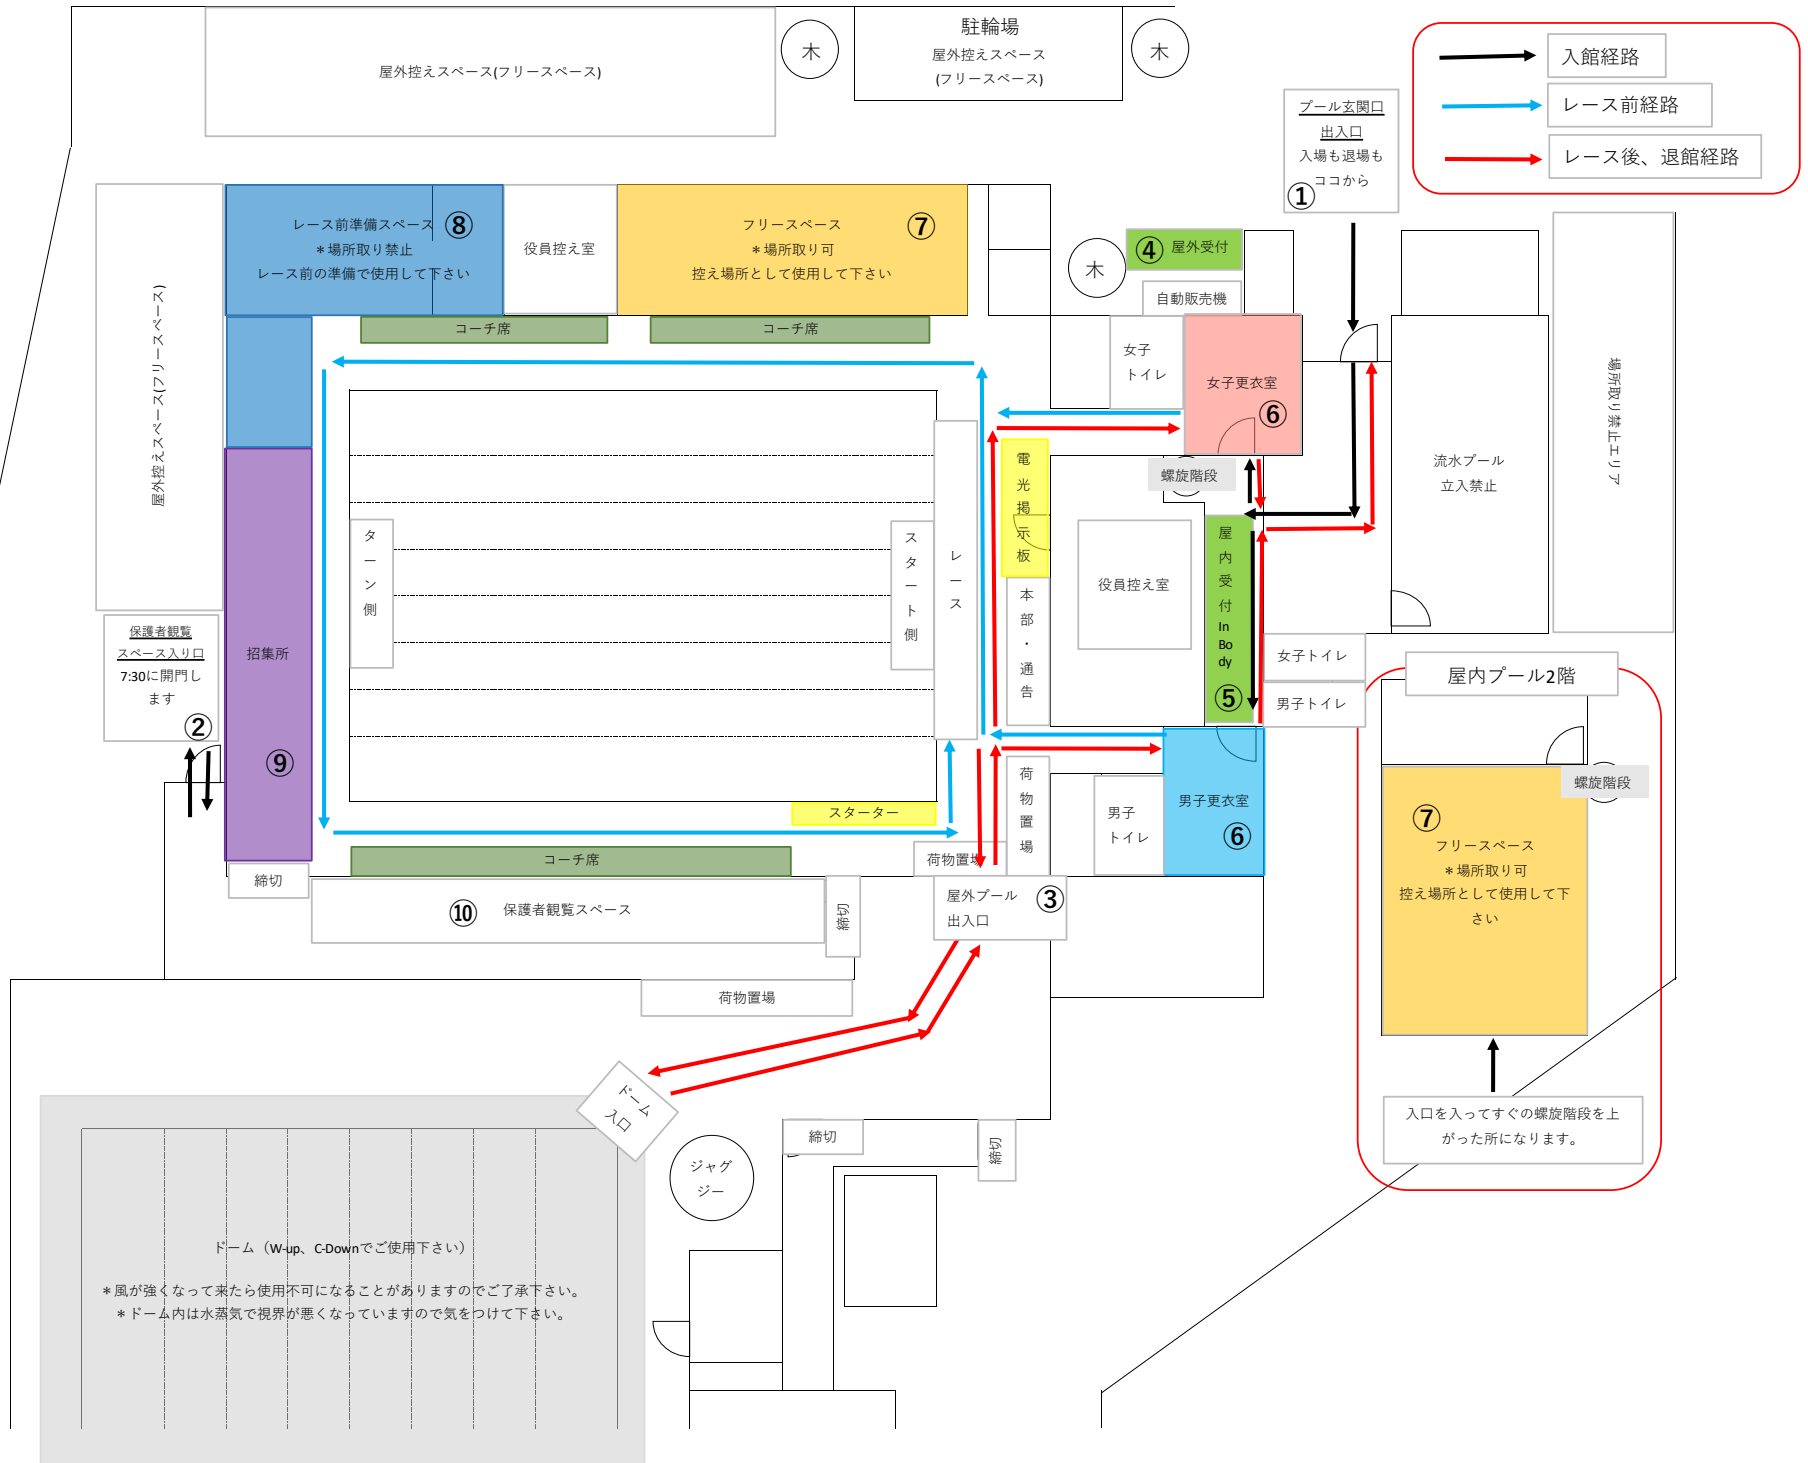 屋外控えスペース(フリースペース)
木
駐輪場
屋外控えスペース
(フリースペース)
木
入館経路
レース前経路
レース後、退館経路
プール玄関口
出入口
入場も退場も
ココから
①
レース前準備スペース
⑧
＊場所取り禁止
レース前の準備で使用して下さい
役員控え室
フリースペース
⑦
＊場所取り可
控え場所として使用して下さい
木
④
屋外受付
自動販売機
コーチ席
コーチ席
女子
トイレ
女子更衣室
⑥
屋外控えスペース(フリースペース)
場所取り禁止エリア
流水プール
立入禁止
螺旋階段
電光掲示板
ターン側
スタート側
レース
役員控え室
屋内受付
In
Bo
dy
⑤
本部・通告
保護者観覧
スペース入り口
7:30に開門し
ます
②
招集所
⑨
女子トイレ
男子トイレ
屋内プール2階
螺旋階段
⑦
フリースペース
＊場所取り可
控え場所として使用して下
さい
入口を入ってすぐの螺旋階段を上
がった所になります。
荷物置場
男子
トイレ
男子更衣室
⑥
スターター
コーチ席
荷物置場
締切
⑩
保護者観覧スペース
締切
屋外プール
出入口
③
荷物置場
ドーム
入口
締切
締切
ジャグ
ジー
ドーム（W-up、C-Downでご使用下さい）
＊風が強くなって来たら使用不可になることがありますのでご了承下さい。
＊ドーム内は水蒸気で視界が悪くなっていますので気をつけて下さい。